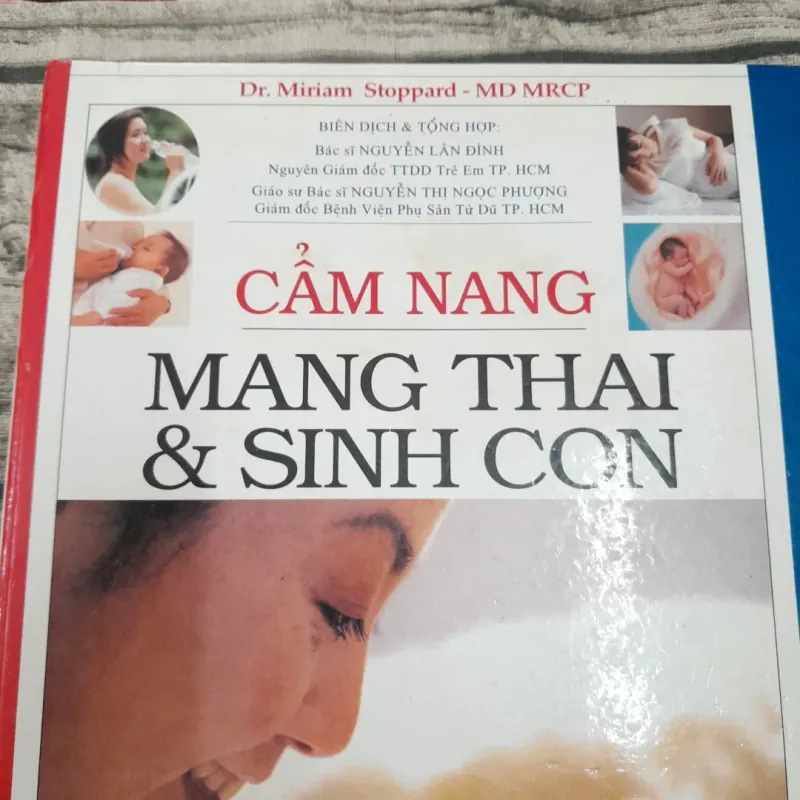 Dr. Miriam Stoppard - MD MRCP
BIÊN DỊCH & TỔNG HỢP:
Bác sĩ NGUYỄN LÂN ĐÍNH
Nguyên Giám đốc TTDD Trẻ Em TP. HCM
Giáo sư Bác sĩ NGUYỄN THỊ NGỌC PHƯỢNG
Giám đốc Bệnh Viện Phụ Sản Từ Dũ TP. HCM
CẨM NANG
MANG THAI
& SINH CON